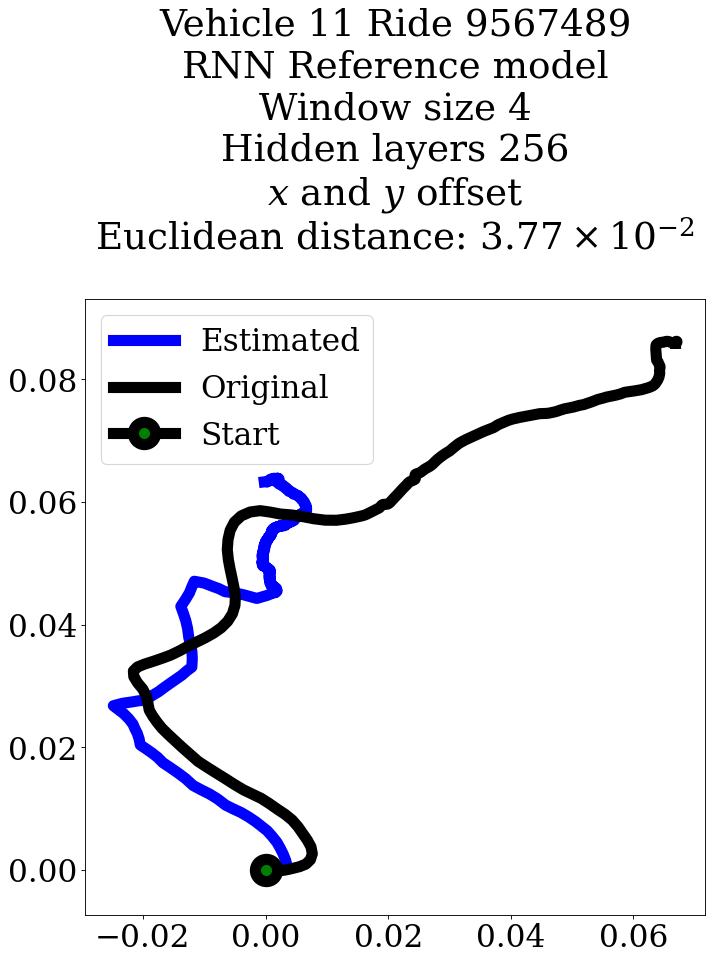 Vehicle 11 Ride 9567489
RNN Reference model
Window size 4
Hidden layers 256
x and y offset
Euclidean distance: 3.77 × 10⁻²
Estimated
Original
Start
0.08
0.06
0.04
0.02
0.00
−0.02 0.00 0.02 0.04 0.06